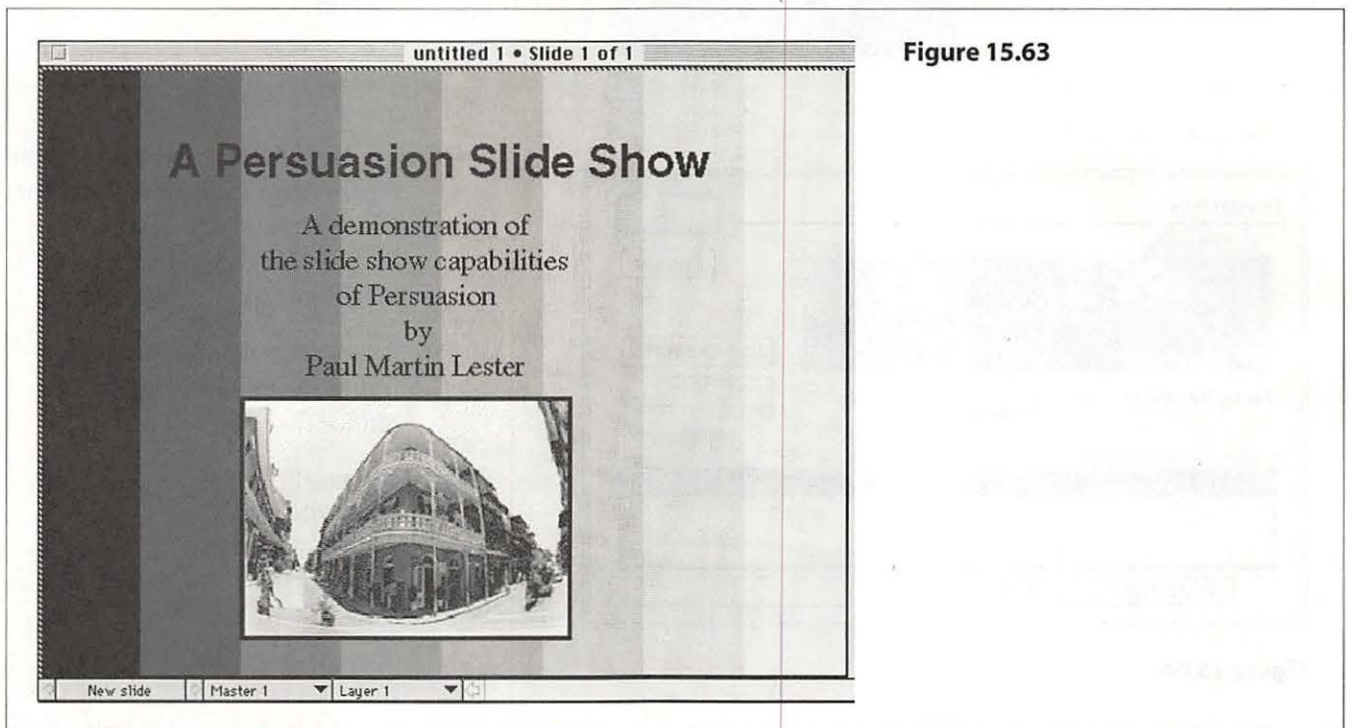 untitled 1 • Slide 1 of 1
Figure 15.63
A Persuasion Slide Show
A demonstration of
the slide show capabilities
of Persuasion
by
Paul Martin Lester
New slide
Master 1
Layer 1